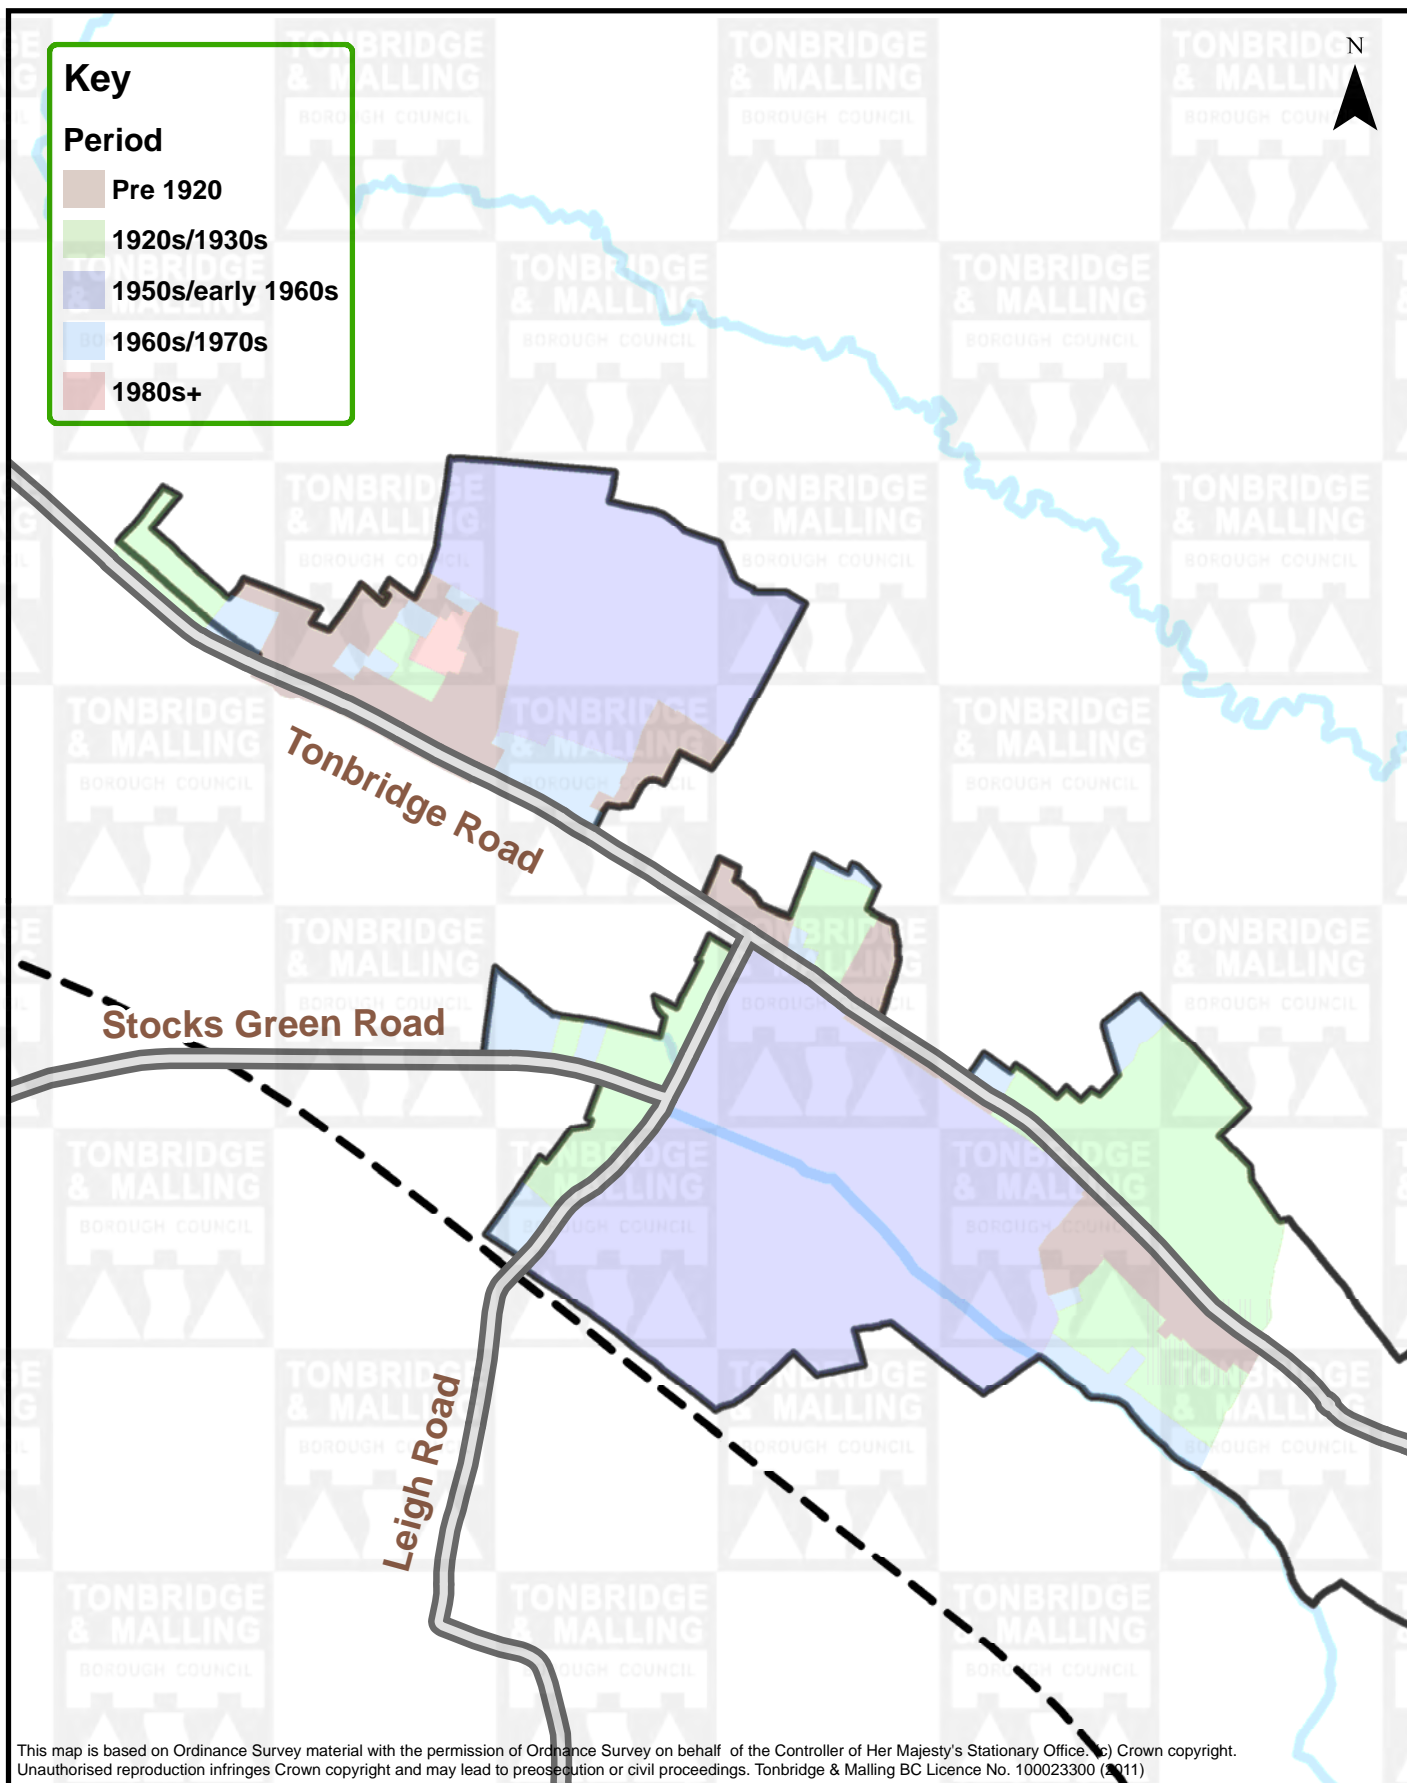 Key
Period
Pre 1920
1920s/1930s
1950s/early 1960s
1960s/1970s
1980s+
N
TONBRIDGE
& MALLING
BOROUGH COUNCIL
Tonbridge Road
Stocks Green Road
Leigh Road
This map is based on Ordinance Survey material with the permission of Ordnance Survey on behalf of the Controller of Her Majesty's Stationary Office. (c) Crown copyright.
Unauthorised reproduction infringes Crown copyright and may lead to preosecution or civil proceedings. Tonbridge & Malling BC Licence No. 100023300 (2011)